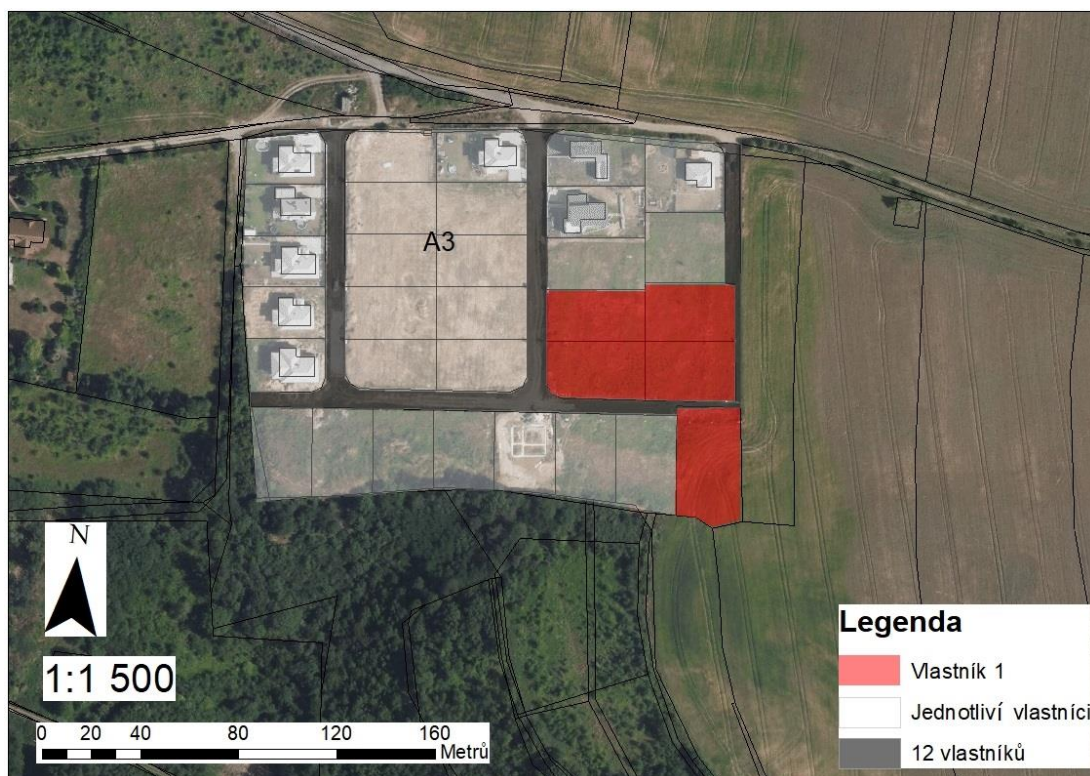 A3
N
1:1 500
0 20 40 80 120 160
Metrů
Legenda
Vlastník 1
Jednotliví vlastníci
12 vlastníků